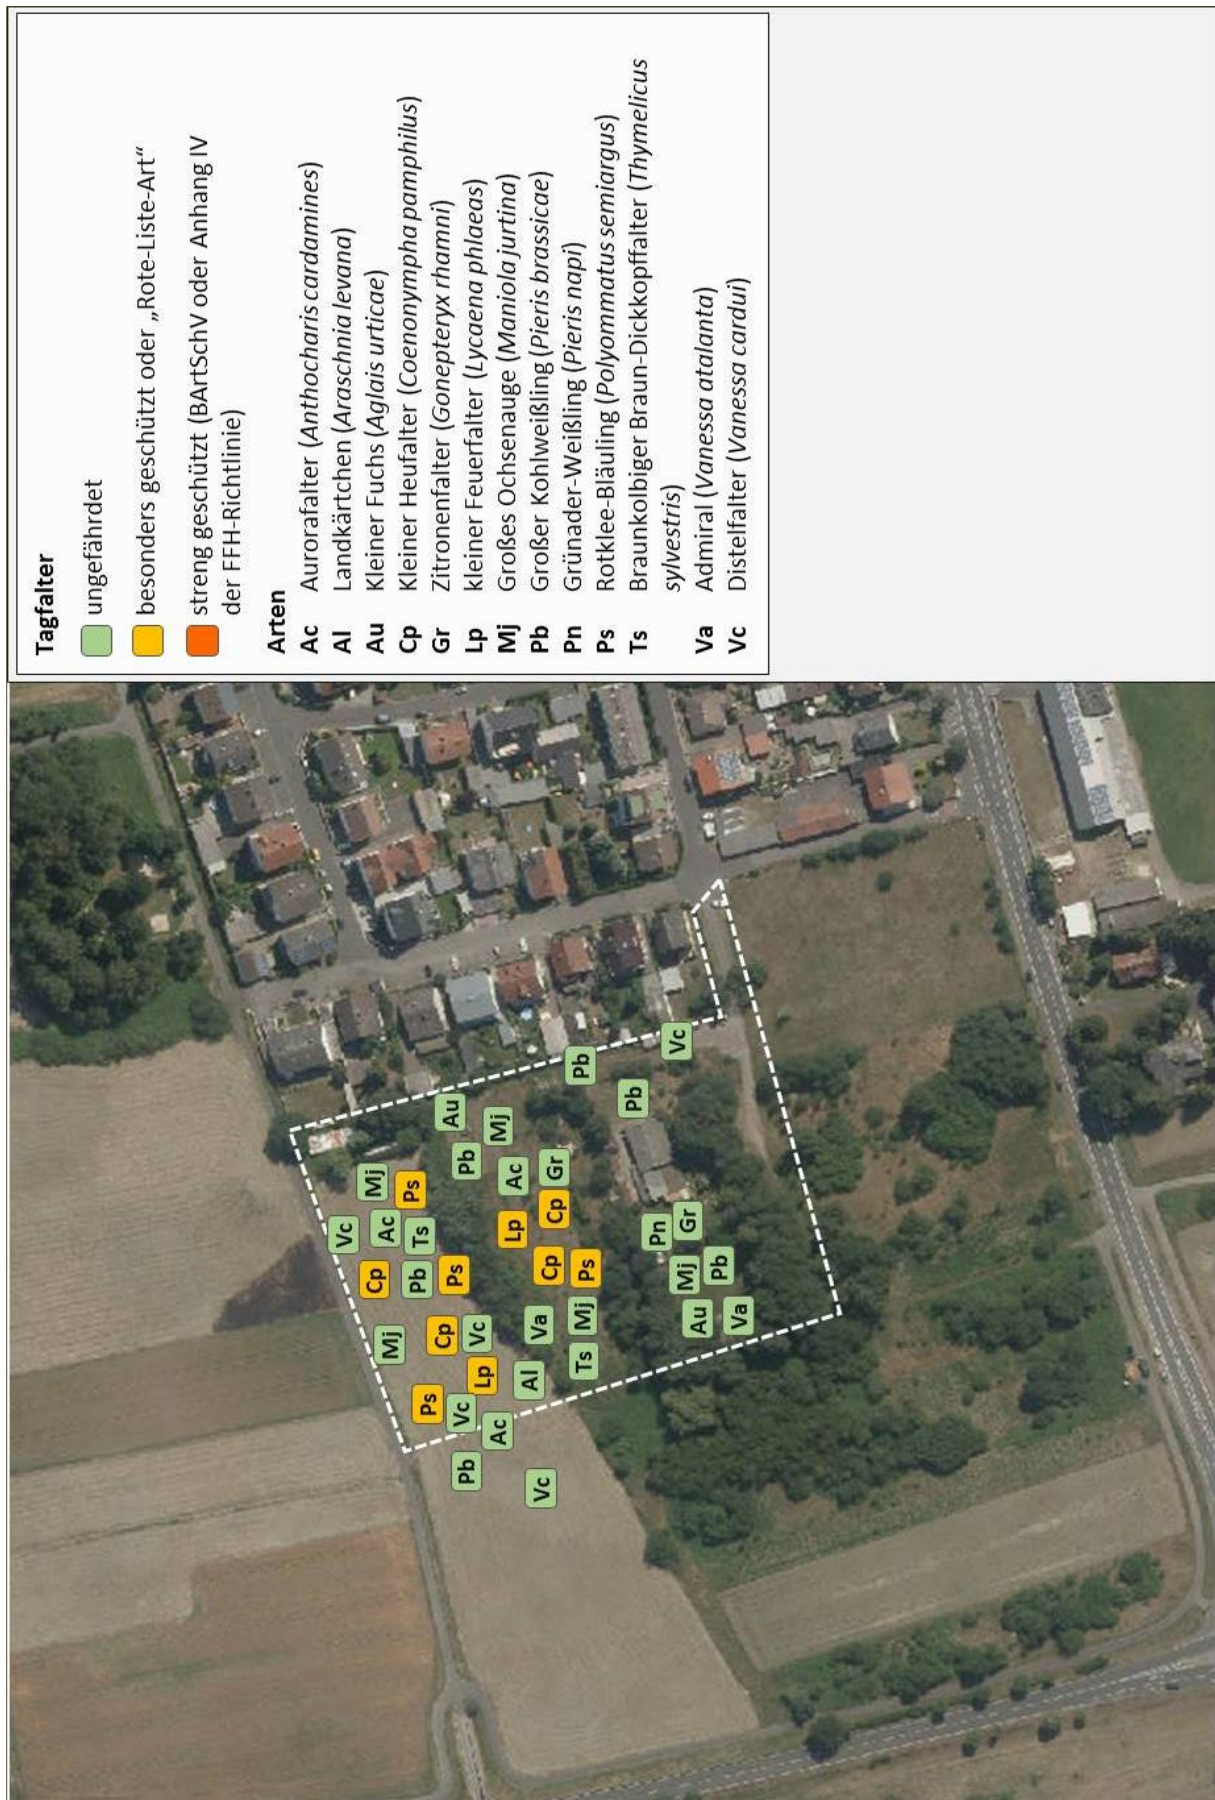 Tagfalter
ungefährdet
besonders geschützt oder „Rote-Liste-Art“
streng geschützt (BArtSchV oder Anhang IV
der FFH-Richtlinie)
Arten
Ac Aurorafalter (Anthocharis cardamines)
Al Landkärtchen (Araschnia levana)
Au Kleiner Fuchs (Aglais urticae)
Cp Kleiner Heufalter (Coenonympha pamphilus)
Gr Zitronenfalter (Gonepteryx rhamni)
Lp kleiner Feuerfalter (Lycaena phlaeas)
Mj Großes Ochsenauge (Maniola jurtina)
Pb Großer Kohlweißling (Pieris brassicae)
Pn Grünader-Weißling (Pieris napi)
Ps Rotklee-Bläuling (Polyommatus semiargus)
Ts Braunkolbiger Braun-Dickkopffalter (Thymelicus
sylvestris)
Va Admiral (Vanessa atalanta)
Vc Distelfalter (Vanessa cardui)
Vc
Mj
Cp
Ac
Mj
Ps
Pb
Ts
Ps
Cp
Au
Ps
Vc
Pb
Pb
Vc
Lp
Mj
Ac
Lp
Ac
Al
Va
Vc
Cp
Cp
Gr
Pb
Mj
Ts
Ps
Pb
Pn
Vc
Mj
Gr
Au
Pb
Va